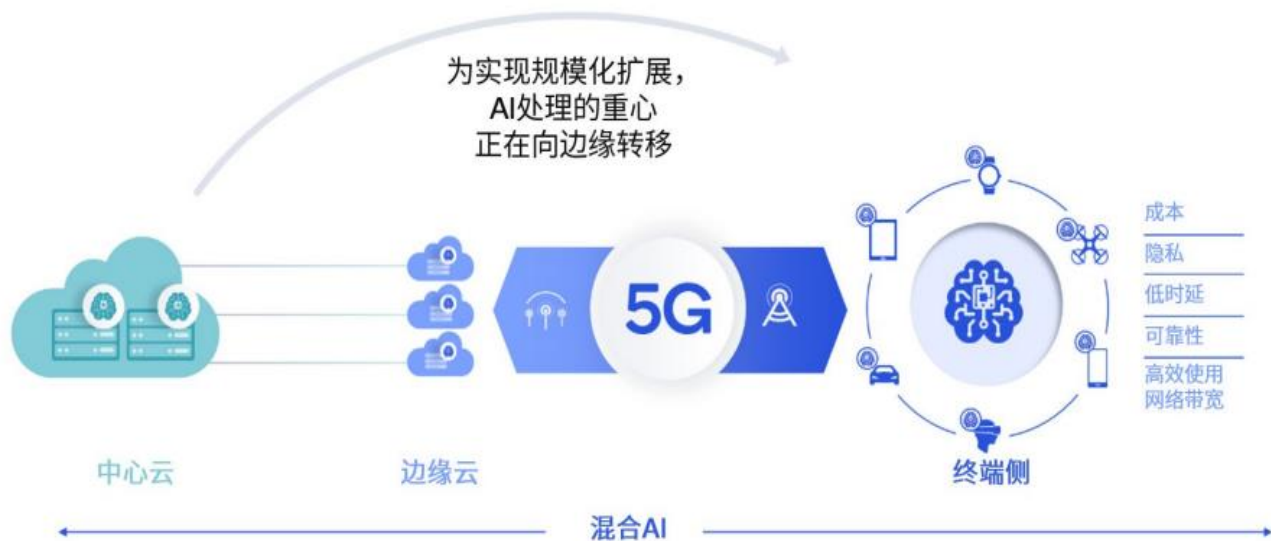 为实现规模化扩展，
AI处理的重心
正在向边缘转移
5G
成本
隐私
低时延
可靠性
高效使用
网络带宽
中心云
边缘云
终端侧
混合AI